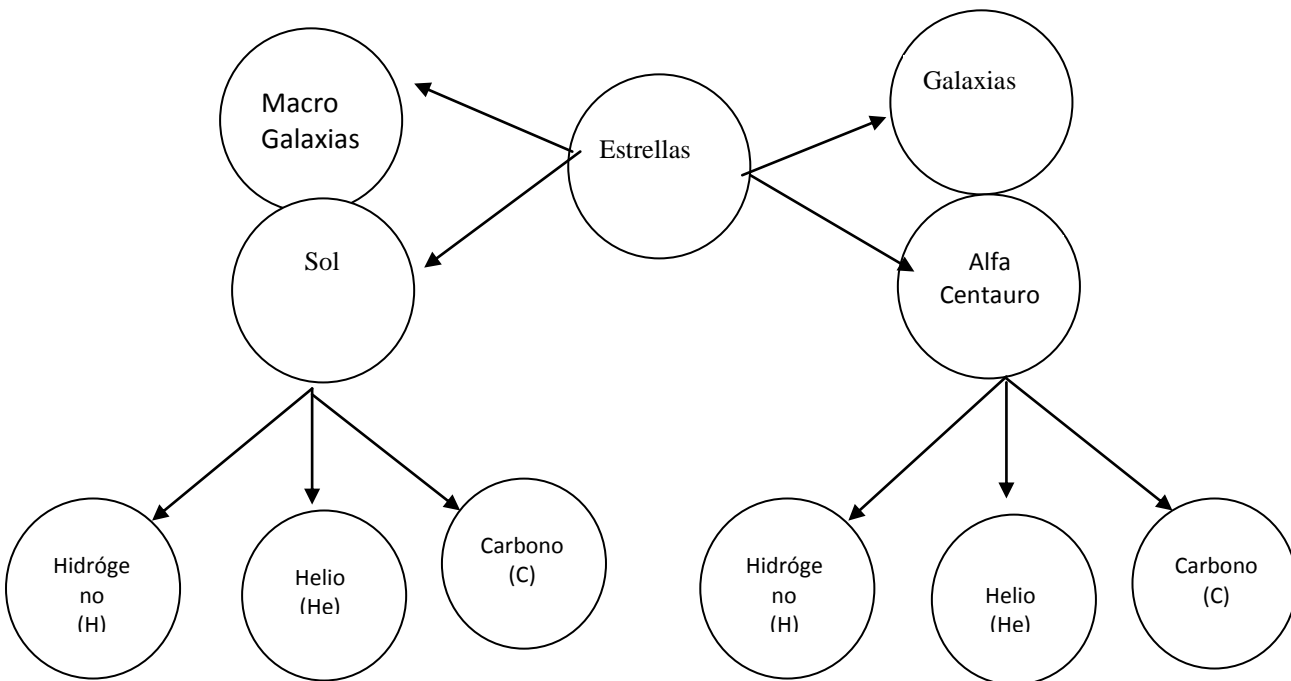 Macro
Galaxias
Estrellas
Galaxias
Sol
Alfa
Centauro
Hidróge
no
(H)
Helio
(He)
Carbono
(C)
Hidróge
no
(H)
Helio
(He)
Carbono
(C)